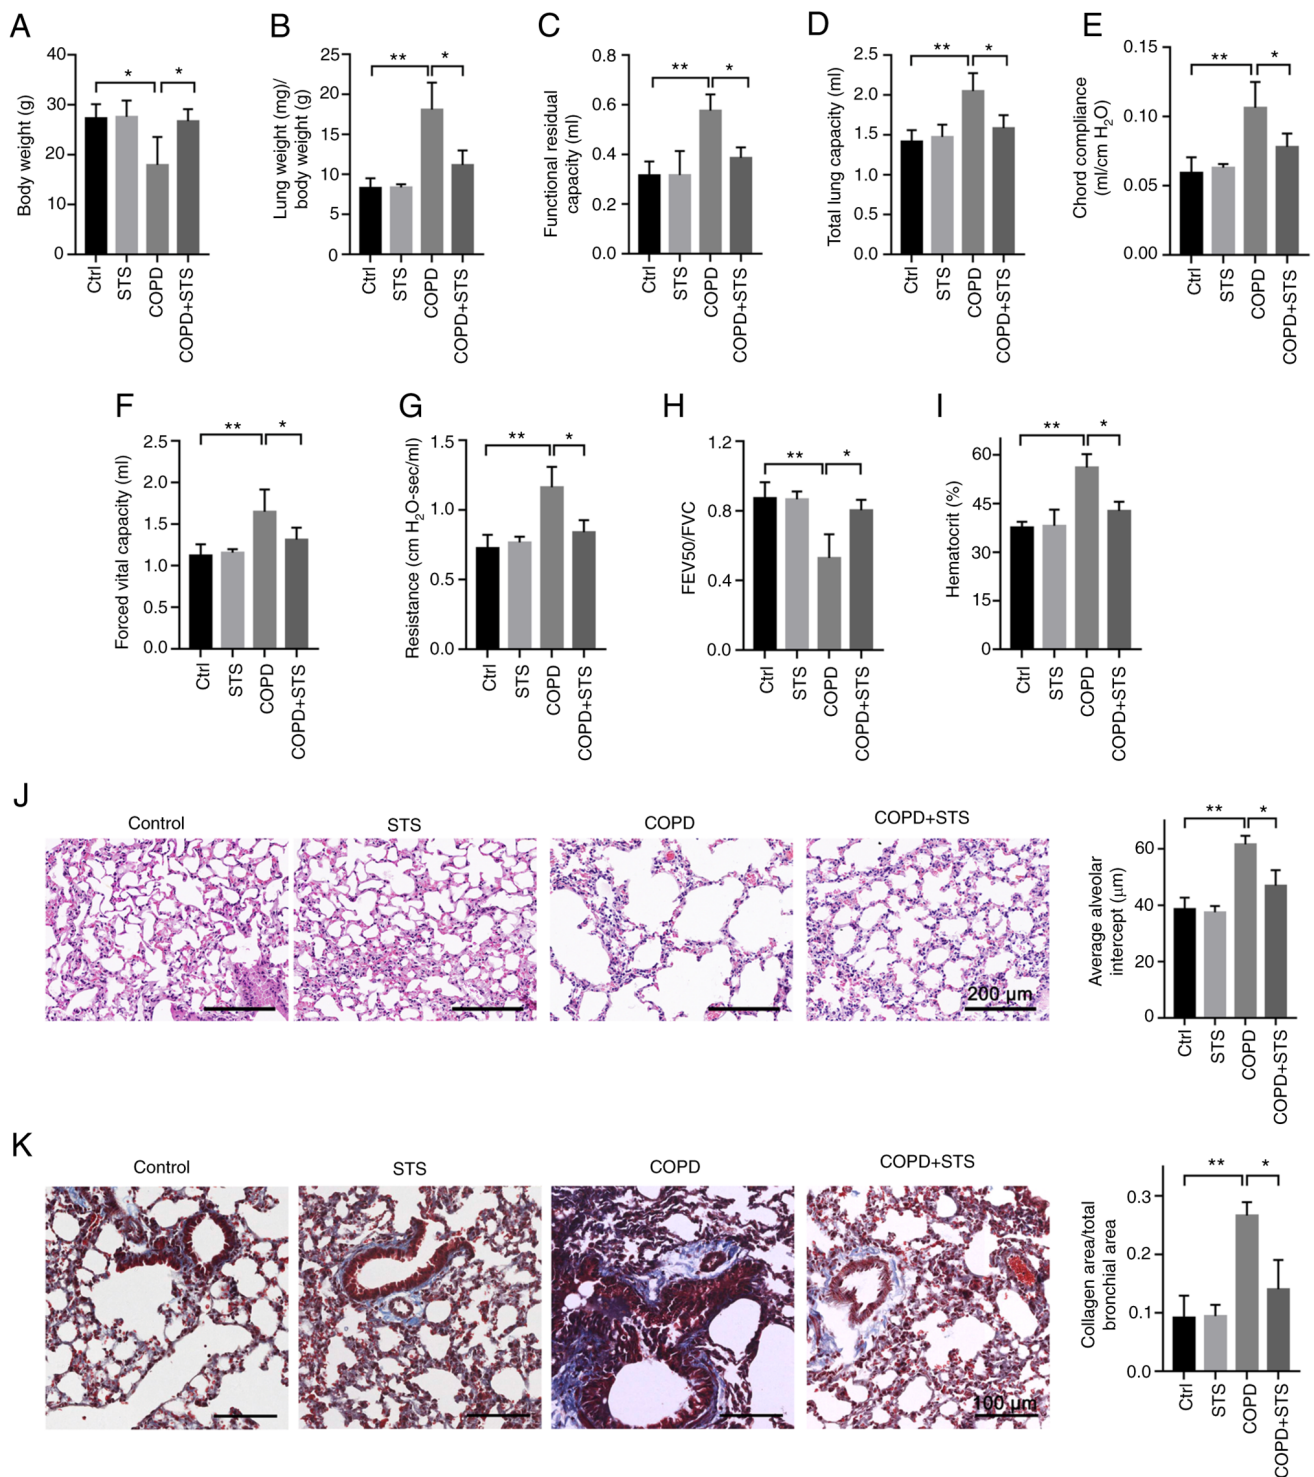 A
Body weight (g)
40
30
20
10
0
* *
Ctrl
STS
COPD
COPD+STS
B
Lung weight (mg)/
body weight (g)
25
20
15
10
5
0
** *
Ctrl
STS
COPD
COPD+STS
C
Functional residual
capacity (ml)
0.8
0.6
0.4
0.2
0.0
** *
Ctrl
STS
COPD
COPD+STS
D
Total lung capacity (ml)
2.5
2.0
1.5
1.0
0.5
0.0
** *
Ctrl
STS
COPD
COPD+STS
E
Chord compliance
(ml/cm H2O)
0.15
0.10
0.05
0.00
** *
Ctrl
STS
COPD
COPD+STS
F
Forced vital capacity (ml)
2.5
2.0
1.5
1.0
0.5
0.0
** *
Ctrl
STS
COPD
COPD+STS
G
Resistance (cm H2O-sec/ml)
1.5
1.0
0.5
0.0
** *
Ctrl
STS
COPD
COPD+STS
H
FEV50/FVC
1.2
0.8
0.4
0.0
** *
Ctrl
STS
COPD
COPD+STS
I
Hematocrit (%)
60
45
30
15
0
** *
Ctrl
STS
COPD
COPD+STS
J
Control
STS
COPD
COPD+STS
200 µm
Average alveolar
intercept (µm)
60
40
20
0
** *
Ctrl
STS
COPD
COPD+STS
K
Control
STS
COPD
COPD+STS
100 µm
Collagen area/total
bronchial area
0.3
0.2
0.1
0.0
** *
Ctrl
STS
COPD
COPD+STS